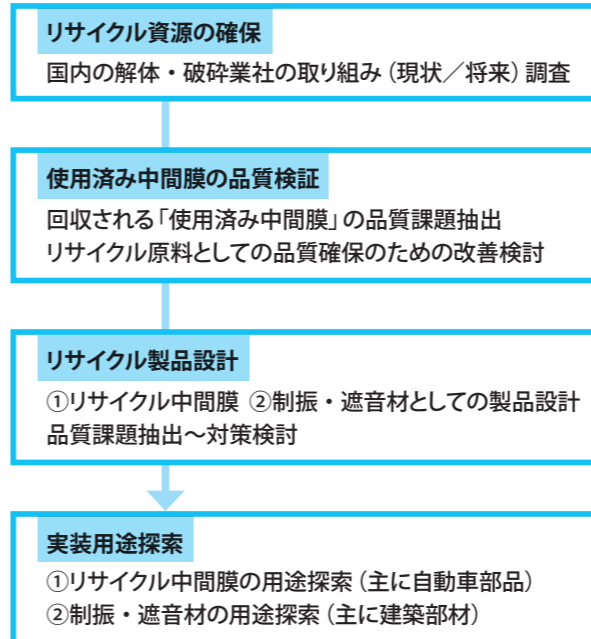 リサイクル資源の確保
国内の解体・破砕業社の取り組み（現状／将来）調査
使用済み中間膜の品質検証
回収される「使用済み中間膜」の品質課題抽出
リサイクル原料としての品質確保のための改善検討
リサイクル製品設計
①リサイクル中間膜 ②制振・遮音材としての製品設計
品質課題抽出～対策検討
実装用途探索
①リサイクル中間膜の用途探索（主に自動車部品）
②制振・遮音材の用途探索（主に建築部材）